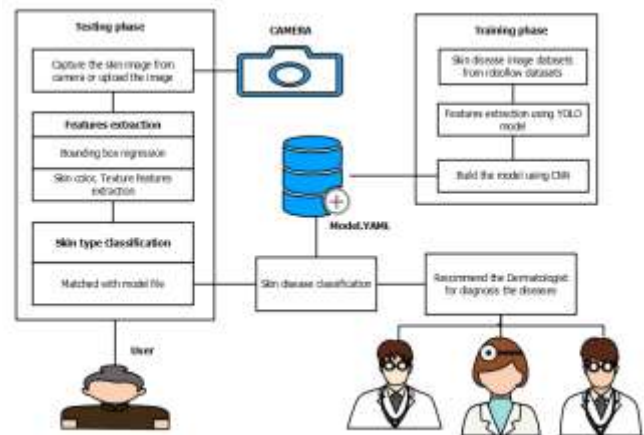 Testing phase
Capture the skin image from
camera or upload the image
Features extraction
Bounding box regression
Skin color, Texture features
extraction
Skin type Classification
Matched with model file
User
CAMERA
Model.YAML
Skin disease classification
Training phase
Skin disease image datasets
from roboflow datasets
Features extraction using YOLO
model
Build the model using CNN
Recommend the Dermatologist
for diagnosis the diseases